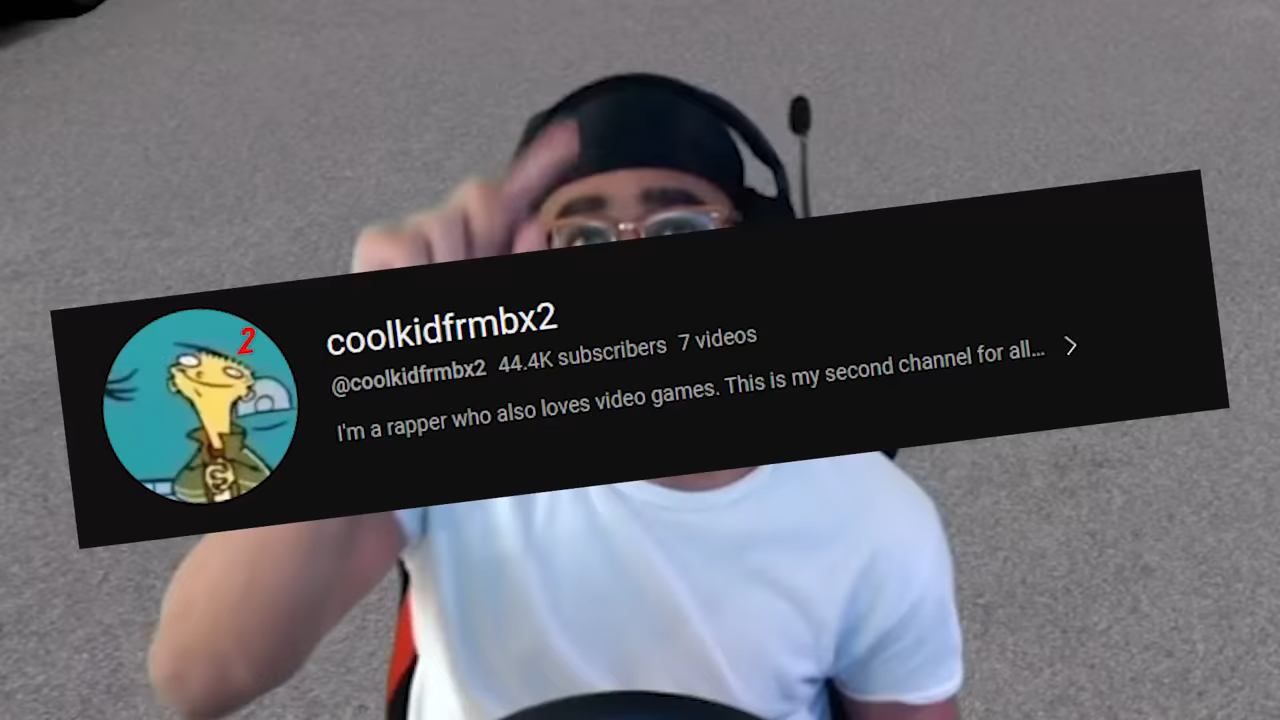 2
coolkidfrmbx2
@coolkidfrmbx2 44.4K subscribers 7 videos
I'm a rapper who also loves video games. This is my second channel for all...